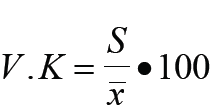 V.K = S / x̄ • 100